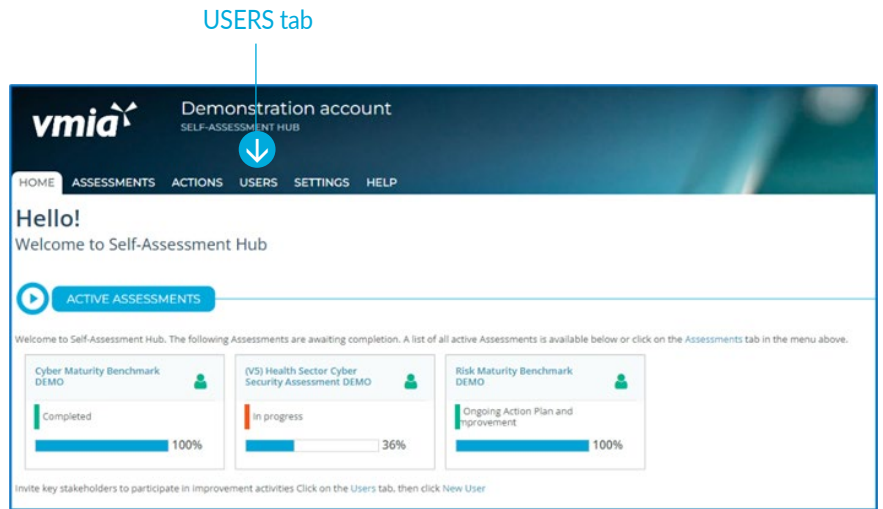 USERS tab
vmia
Demonstration account
SELF-ASSESSMENT HUB
HOME ASSESSMENTS ACTIONS USERS SETTINGS HELP
Hello!
Welcome to Self-Assessment Hub
ACTIVE ASSESSMENTS
Welcome to Self-Assessment Hub. The following Assessments are awaiting completion. A list of all active Assessments is available below or click on the Assessments tab in the menu above.
Cyber Maturity Benchmark
DEMO
Completed
100%
(V5) Health Sector Cyber
Security Assessment DEMO
In progress
36%
Risk Maturity Benchmark
DEMO
Ongoing Action Plan and
mprovement
100%
Invite key stakeholders to participate in improvement activities Click on the Users tab, then click New User